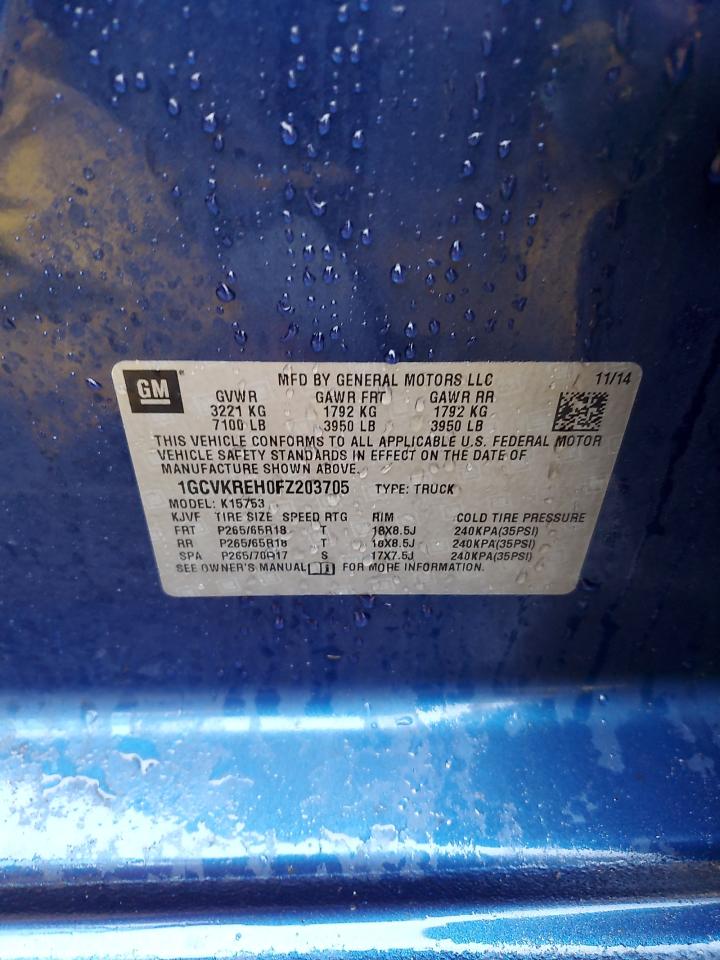 GM
MFD BY GENERAL MOTORS LLC 11/14
GVWR GAWR FRT GAWR RR
3221 KG 1792 KG 1792 KG
7100 LB 3950 LB 3950 LB
THIS VEHICLE CONFORMS TO ALL APPLICABLE U.S. FEDERAL MOTOR
VEHICLE SAFETY STANDARDS IN EFFECT ON THE DATE OF
MANUFACTURE SHOWN ABOVE.
1GCVKREH0FZ203705 TYPE: TRUCK
MODEL: K15753
KJVF TIRE SIZE SPEED RTG RIM COLD TIRE PRESSURE
FRT P265/65R18 T 18X8.5J 240KPA(35PSI)
RR P265/65R18 T 18X8.5J 240KPA(35PSI)
SPA P265/70R17 S 17X7.5J 240KPA(35PSI)
SEE OWNER'S MANUAL FOR MORE INFORMATION.